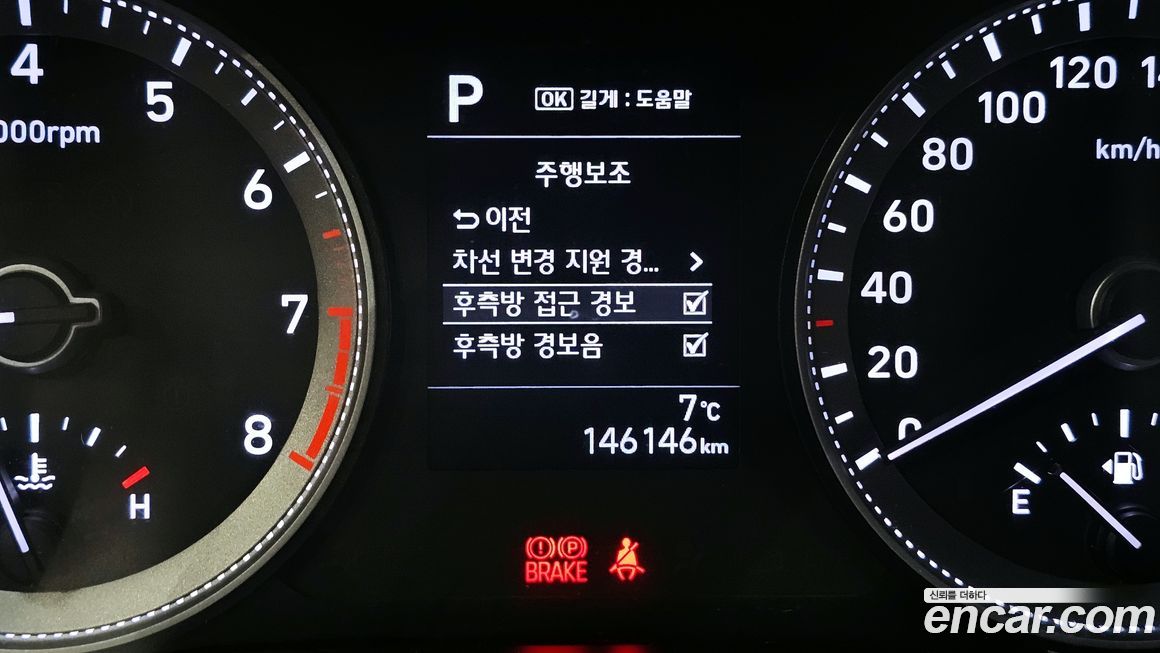 4
5
000rpm
6
7
8
H
P OK 길게 : 도움말
주행보조
이전
차선 변경 지원 경...
후측방 접근 경보
후측방 경보음
7℃
146146km
BRAKE
P
120
100
km/h
80
60
40
20
0
E
신뢰를 더하다
encar.com